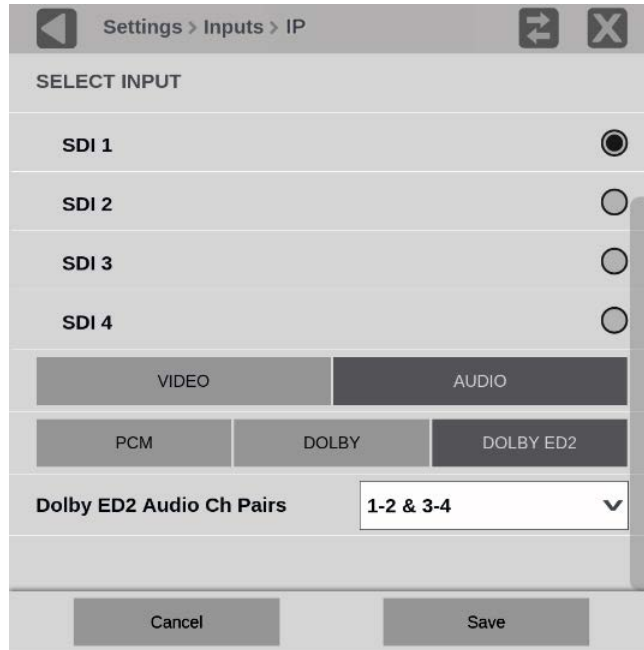 Settings > Inputs > IP
SELECT INPUT
SDI 1
SDI 2
SDI 3
SDI 4
VIDEO AUDIO
PCM DOLBY DOLBY ED2
Dolby ED2 Audio Ch Pairs 1-2 & 3-4
Cancel Save